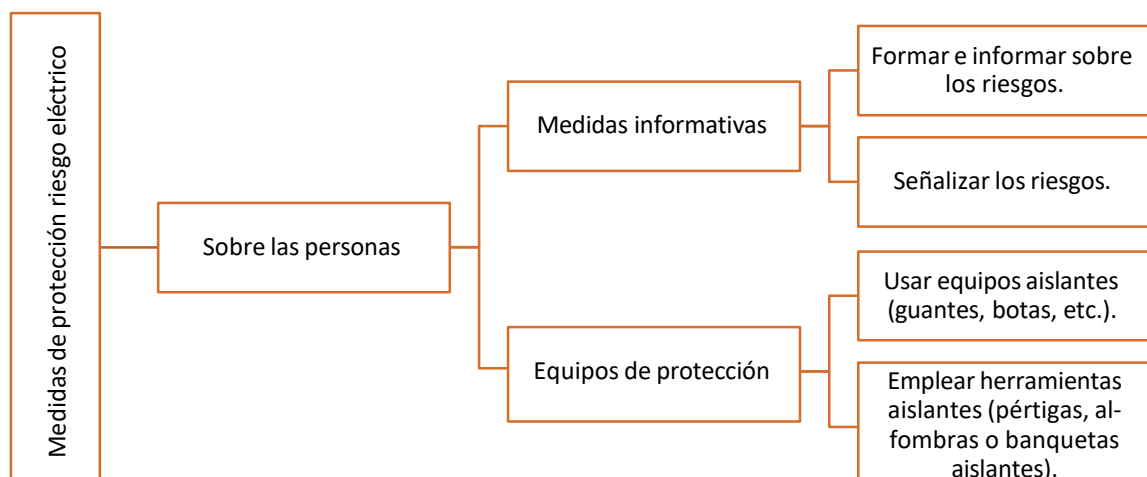 Medidas de protección riesgo eléctrico
Sobre las personas
Medidas informativas
Formar e informar sobre
los riesgos.
Señalizar los riesgos.
Equipos de protección
Usar equipos aislantes
(guantes, botas, etc.).
Emplear herramientas
aislantes (pértigas, al-
fombras o banquetas
aislantes).